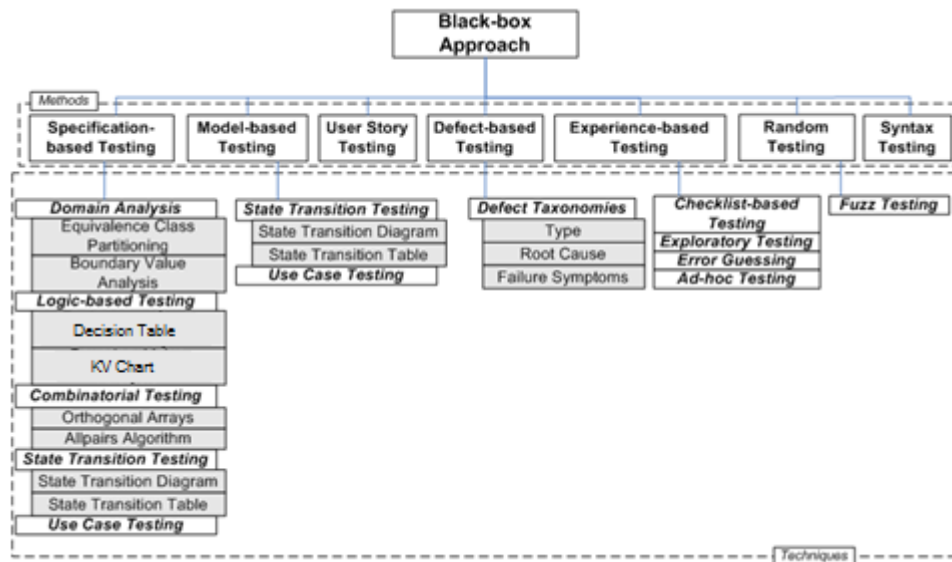 Black-box
Approach
Methods
Specification-
based Testing
Model-based
Testing
User Story
Testing
Defect-based
Testing
Experience-based
Testing
Random
Testing
Syntax
Testing
Domain Analysis
Equivalence Class
Partitioning
Boundary Value
Analysis
Logic-based Testing
Decision Table
KV Chart
Combinatorial Testing
Orthogonal Arrays
Allpairs Algorithm
State Transition Testing
State Transition Diagram
State Transition Table
Use Case Testing
State Transition Testing
State Transition Diagram
State Transition Table
Use Case Testing
Defect Taxonomies
Type
Root Cause
Failure Symptoms
Checklist-based
Testing
Exploratory Testing
Error Guessing
Ad-hoc Testing
Fuzz Testing
Techniques